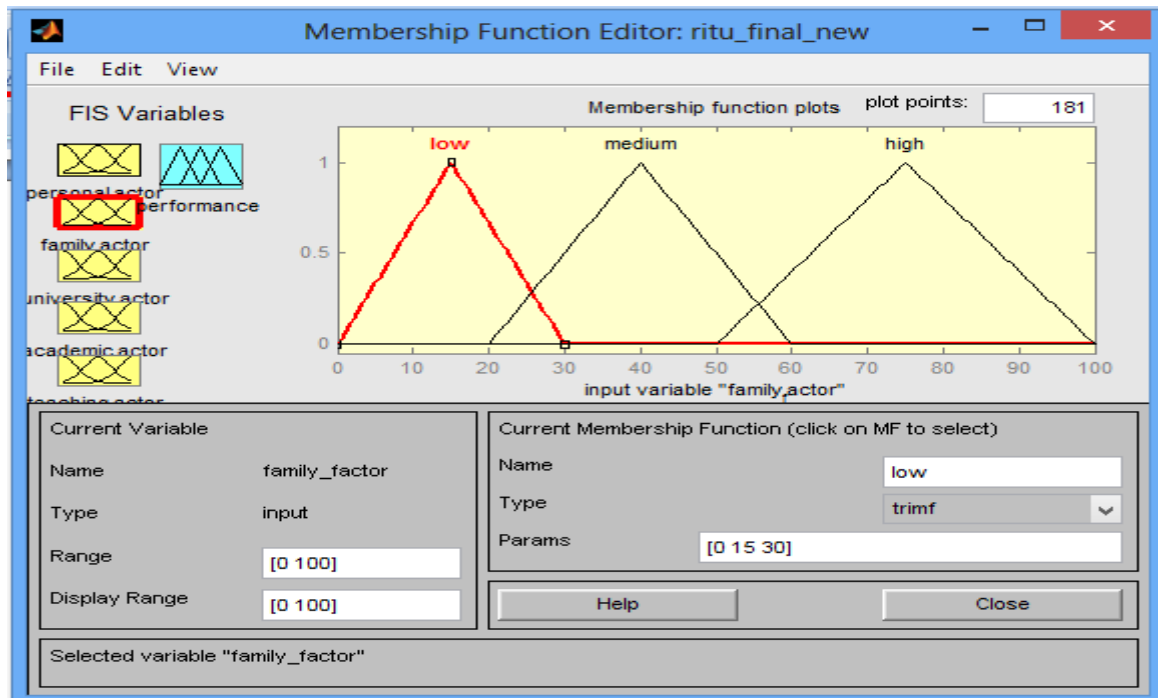 Membership Function Editor: ritu_final_new
File Edit View
FIS Variables
Membership function plots plot points: 181
personal actor
performance
family actor
university actor
academic actor
low medium high
1
0.5
0
0 10 20 30 40 50 60 70 80 90 100
input variable "family,actor"
Current Variable
Name family_factor
Type input
Range [0 100]
Display Range [0 100]
Current Membership Function (click on MF to select)
Name low
Type trimf
Params [0 15 30]
Help Close
Selected variable "family_factor"